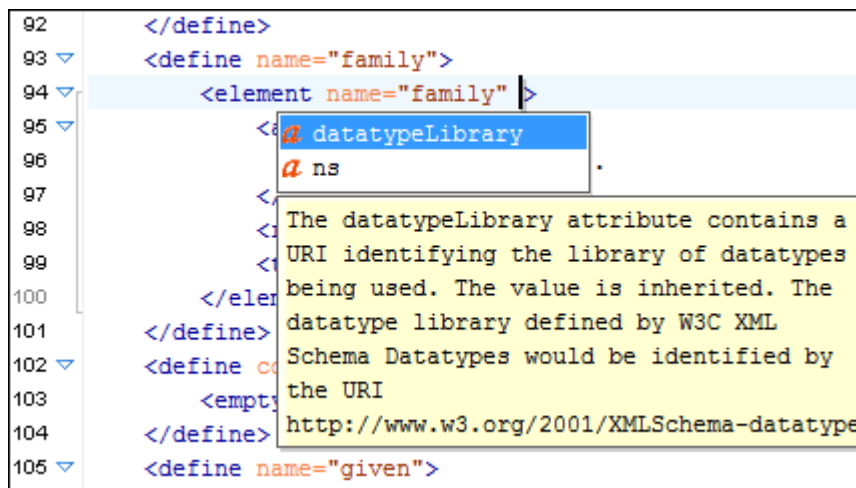 92 </define>
93 <define name="family">
94 <element name="family" >
95 <a
datatypeLibrary
96
ns
.
97 </
98
99
100 </elem
101 </define>
102 <define
103 <empty
104 </define>
105 <define name="given">
The datatypeLibrary attribute contains a
URI identifying the library of datatypes
being used. The value is inherited. The
datatype library defined by W3C XML
Schema Datatypes would be identified by
the URI
http://www.w3.org/2001/XMLSchema-datatype